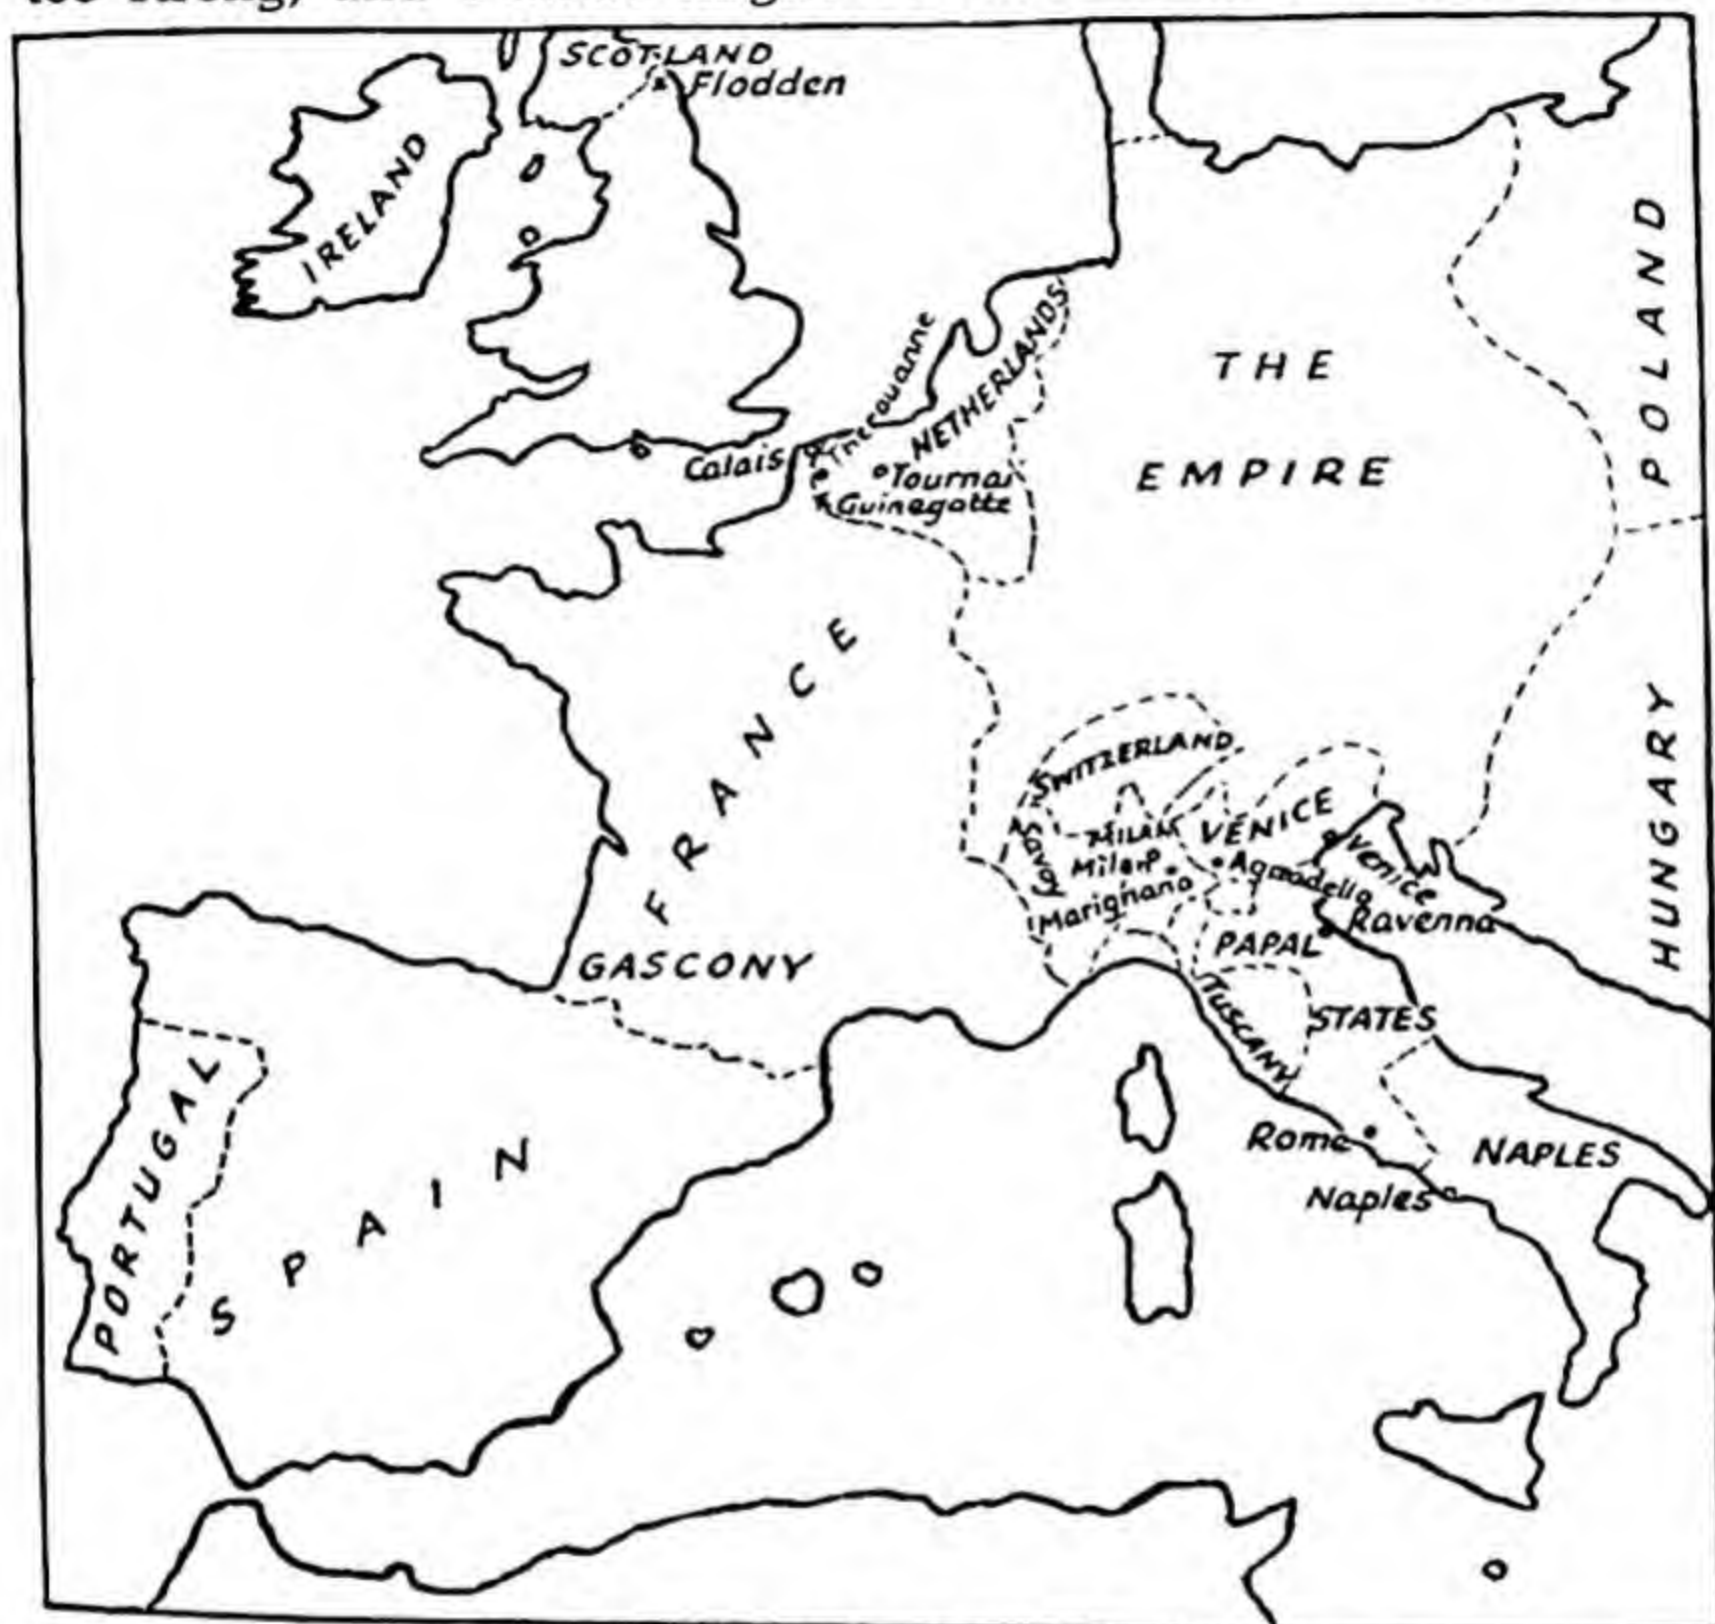 SCOTLAND
Flodden
IRELAND
POLAND
THE
EMPIRE
NETHERLANDS
Therouanne
Calais
Tournai
Guinegatte
FRANCE
HUNGARY
SWITZERLAND
Savoy
MILAN
Milan
Marignano
VENICE
Venice
Agnadello
Ravenna
GASCONY
PAPAL
STATES
TUSCANY
PORTUGAL
SPAIN
Rome
NAPLES
Naples